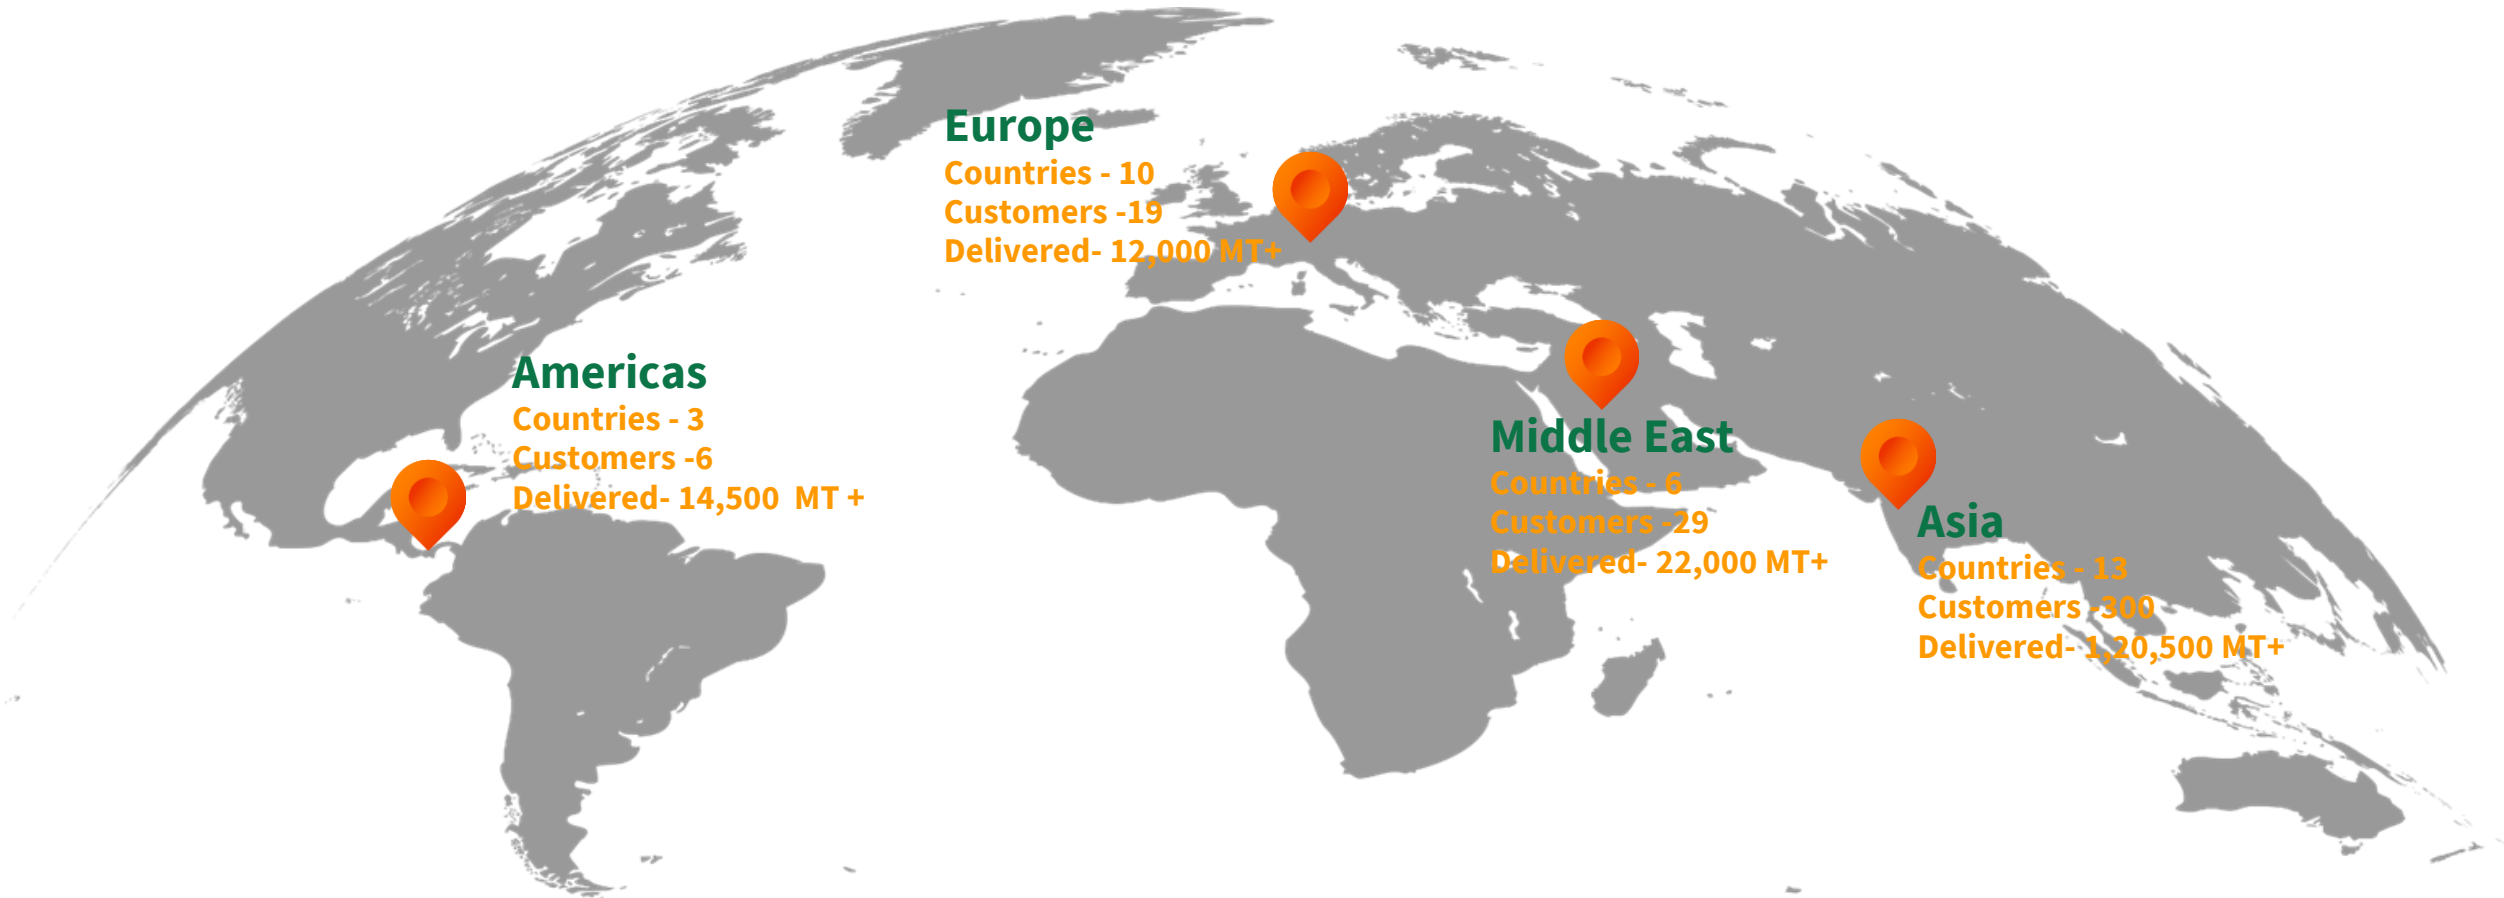 Europe
Countries - 10
Customers -19
Delivered- 12,000 MT+
Americas
Countries - 3
Customers -6
Delivered- 14,500  MT +
Middle East
Countries - 6
Customers -29
Delivered- 22,000 MT+
Asia
Countries - 13
Customers -300
Delivered- 1,20,500 MT+